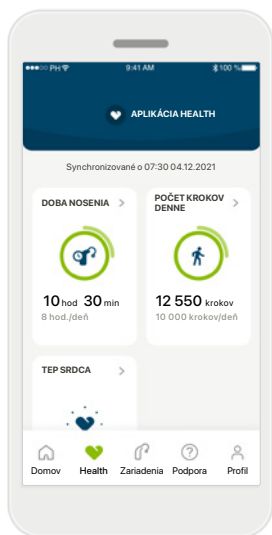 PH 9:41 AM 100 %
APLIKÁCIA HEALTH
Synchronizované o 07:30 04.12.2021
DOBA NOSENIA
10 hod 30 min
8 hod./deň
POČET KROKOV
DENNE
12 550 krokov
10 000 krokov/deň
TEP SRDCA
Domov Health Zariadenia Podpora Profil